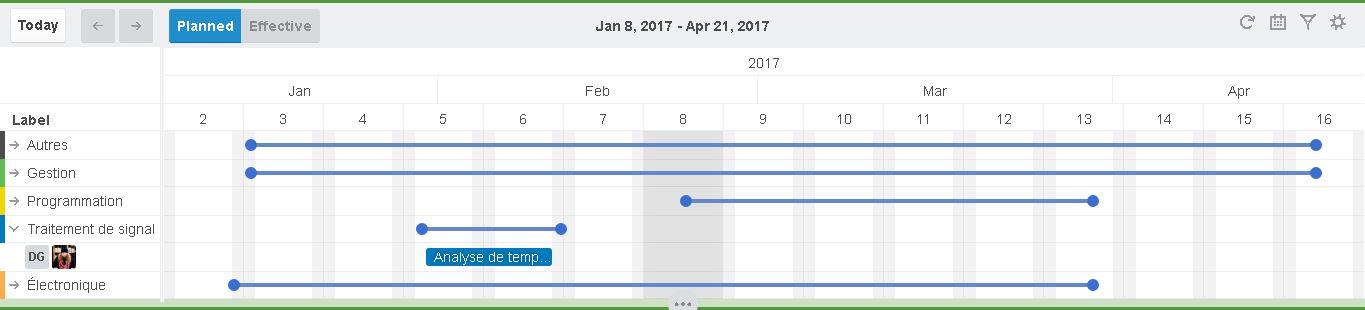 Today ← → Planned Effective Jan 8, 2017 - Apr 21, 2017
2017
Jan Feb Mar Apr
Label 2 3 4 5 6 7 8 9 10 11 12 13 14 15 16
→ Autres
→ Gestion
→ Programmation
Traitement de signal
DG Analyse de temp...
→ Électronique